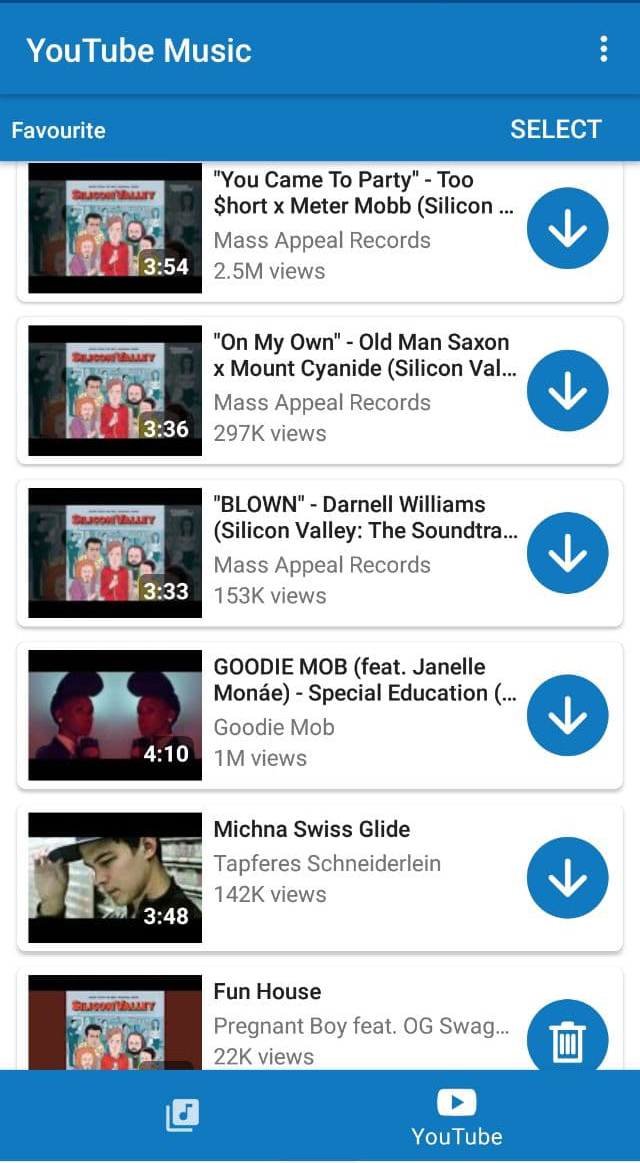 YouTube Music
Favourite
SELECT
SILICON VALLEY
3:54
"You Came To Party" - Too
$hort x Meter Mobb (Silicon ...
Mass Appeal Records
2.5M views
SILICON VALLEY
3:36
"On My Own" - Old Man Saxon
x Mount Cyanide (Silicon Val...
Mass Appeal Records
297K views
SILICON VALLEY
3:33
"BLOWN" - Darnell Williams
(Silicon Valley: The Soundtra...
Mass Appeal Records
153K views
4:10
GOODIE MOB (feat. Janelle
Monáe) - Special Education (...
Goodie Mob
1M views
3:48
Michna Swiss Glide
Tapferes Schneiderlein
142K views
SILICON VALLEY
Fun House
Pregnant Boy feat. OG Swag...
22K views
YouTube